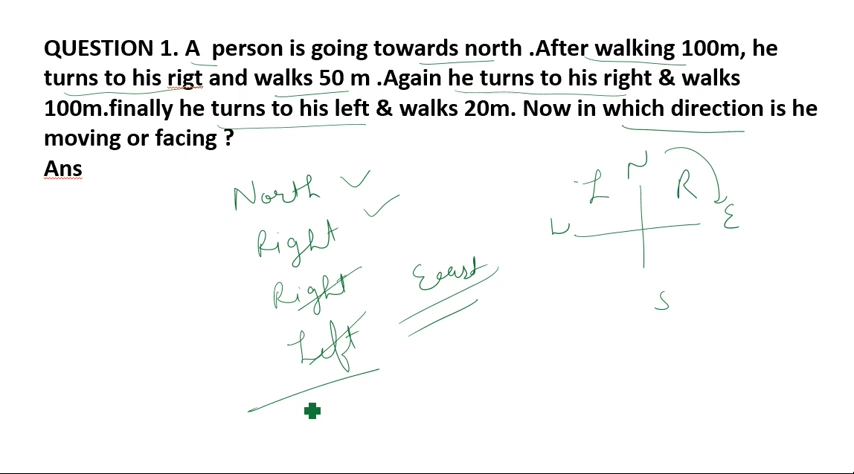 QUESTION 1. A person is going towards north .After walking 100m, he
turns to his rigt and walks 50 m .Again he turns to his right & walks
100m.finally he turns to his left & walks 20m. Now in which direction is he
moving or facing ?
Ans
North
Right
Right
Left
East
N
L
R
E
S